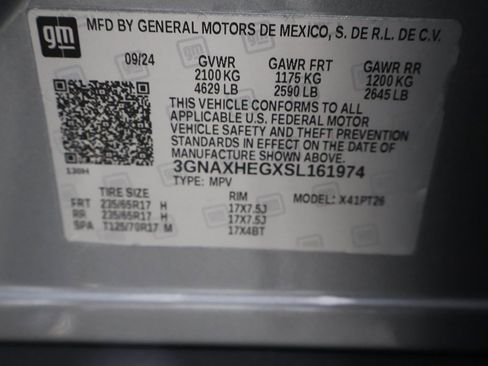 gm
MFD BY GENERAL MOTORS DE MEXICO, S. DE R.L. DE C.V.
09/24 GVWR GAWR FRT GAWR RR
2100 KG 1175 KG 1200 KG
4629 LB 2590 LB 2645 LB
THIS VEHICLE CONFORMS TO ALL
APPLICABLE U.S. FEDERAL MOTOR
VEHICLE SAFETY AND THEFT PREVENTION
STANDARDS IN EFFECT ON THE DATE OF
MANUFACTURE SHOWN ABOVE.
3GNAXHEGXSL161974
TYPE: MPV
TIRE SIZE RIM MODEL: X41PT26
FRT 235/65R17 H 17X7.5J
RR 235/65R17 H 17X7.5J
SPA T125/70R17 M 17X4BT